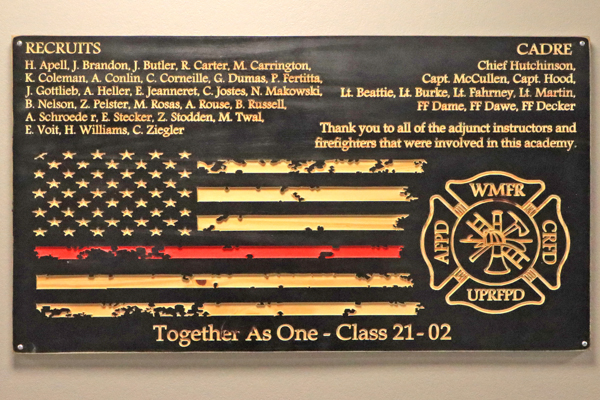 RECRUITS
H. Apell, J. Brandon, J. Butler, R. Carter, M. Carrington,
K. Coleman, A. Conlin, C. Corneille, G. Dumas, P. Fertitta,
J. Gottlieb, A. Heller, E. Jeanneret, C. Jostes, N. Makowski,
B. Nelson, Z. Peister, M. Rosas, A. Rouse, B. Russell,
A. Schroede r, E. Stecker, Z. Stodden, M. Twal,
E. Voit, H. Williams, C. Ziegler
CADRE
Chief Hutchinson,
Capt. McCullen, Capt. Hood,
Lt. Beattie, Lt. Burke, Lt. Fahrney, Lt. Martin,
FF Dame, FF Dawe, FF Decker
Thank you to all of the adjunct instructors and
firefighters that were involved in this academy.
WMFR
AFPD
CRFD
UPRFPD
Together As One - Class 21-02